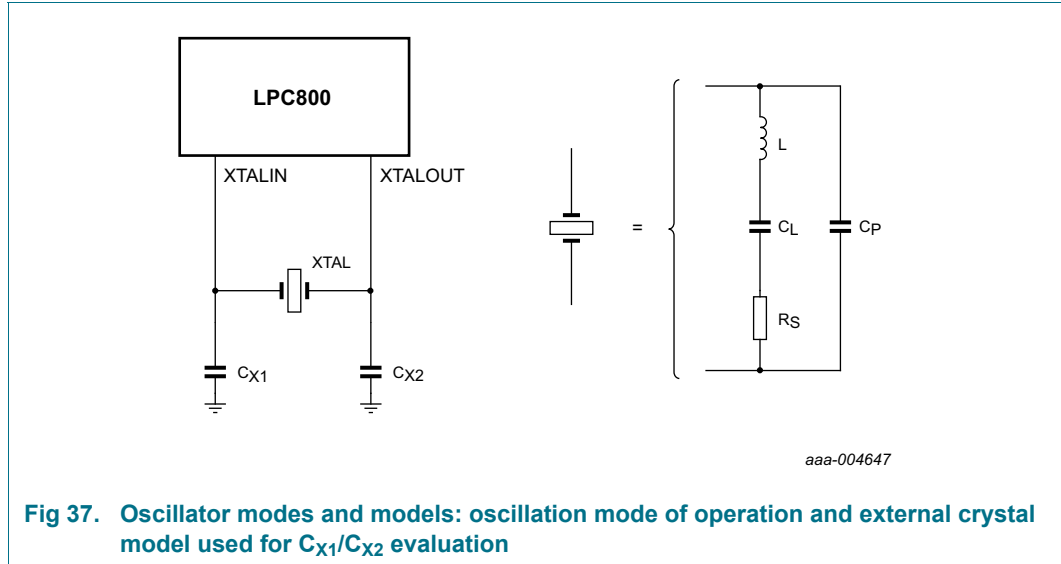 LPC800
XTALIN
XTALOUT
XTAL
CX1
CX2
=
L
CL
CP
RS
aaa-004647
Fig 37. Oscillator modes and models: oscillation mode of operation and external crystal
model used for CX1/CX2 evaluation